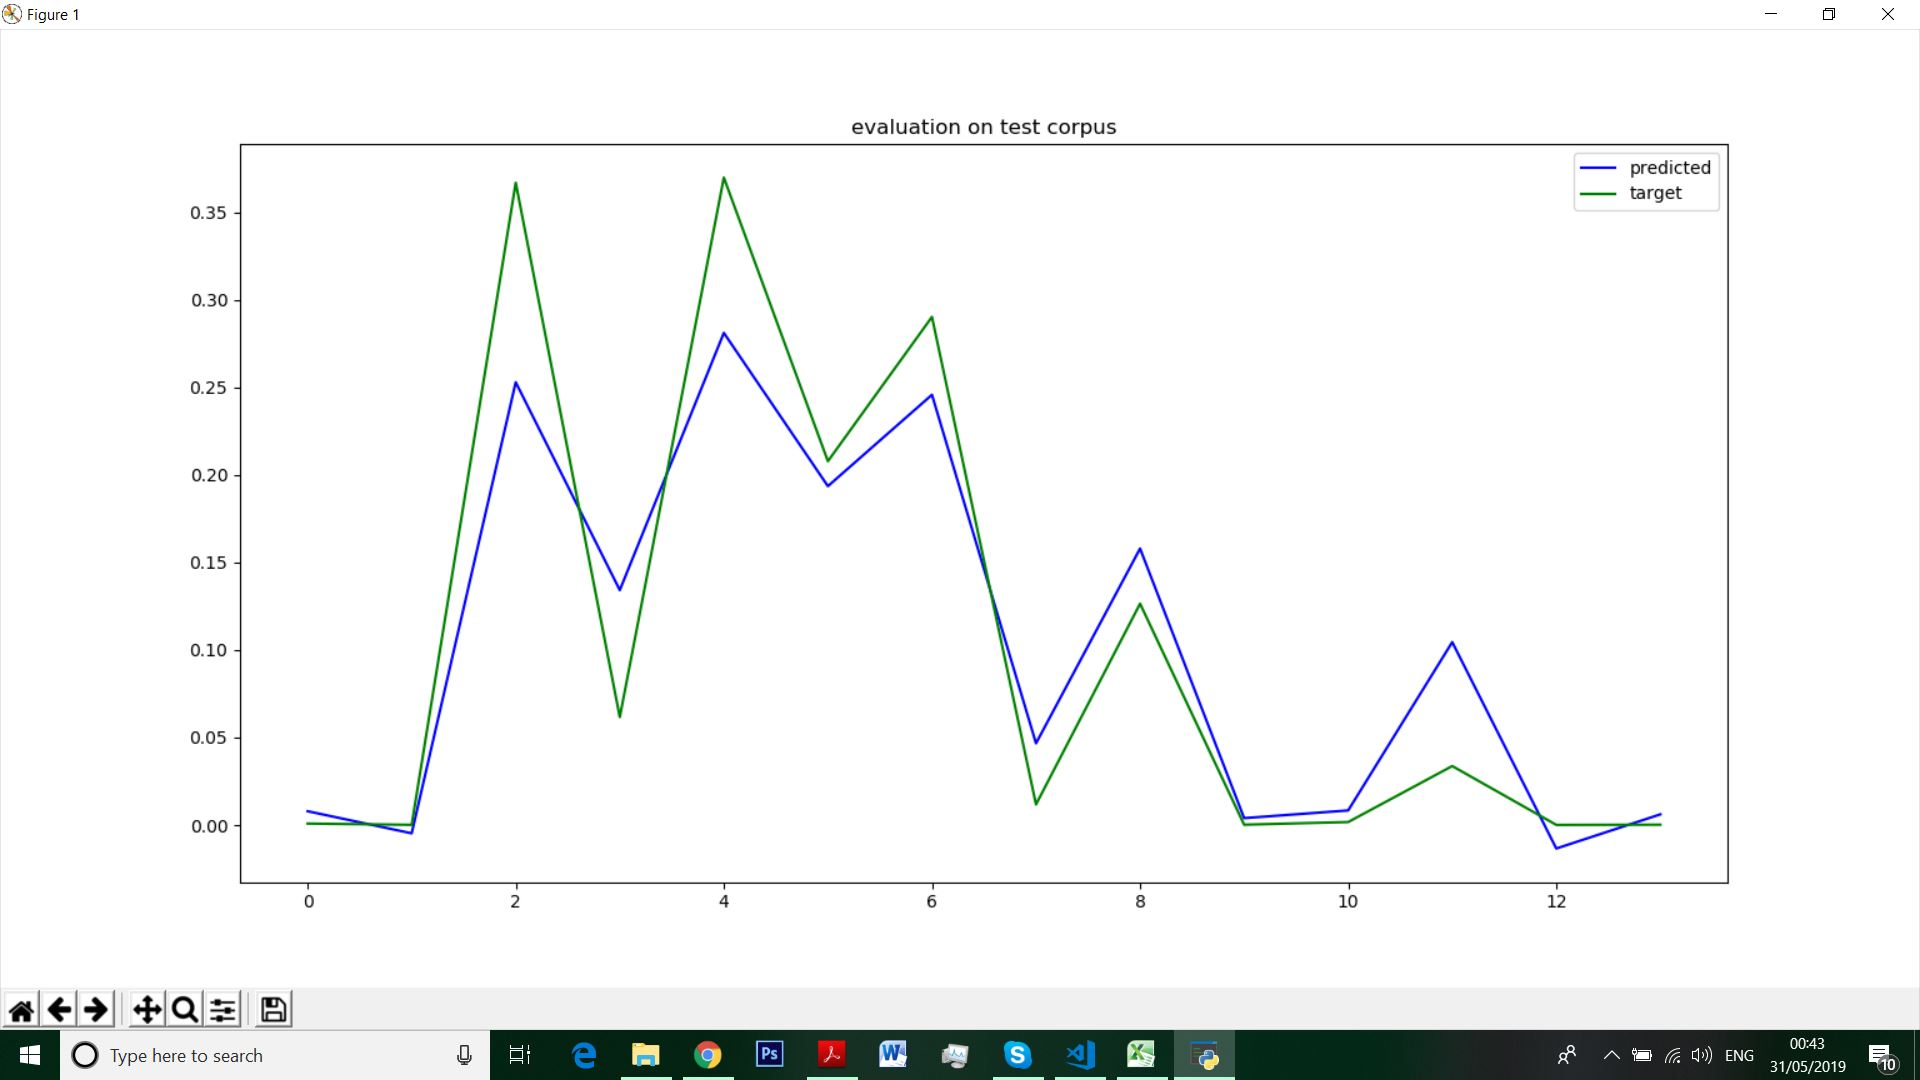 Figure 1
evaluation on test corpus
predicted
target
0.35
0.30
0.25
0.20
0.15
0.10
0.05
0.00
0 2 4 6 8 10 12
Type here to search
Ps
ENG
00:43
31/05/2019
10